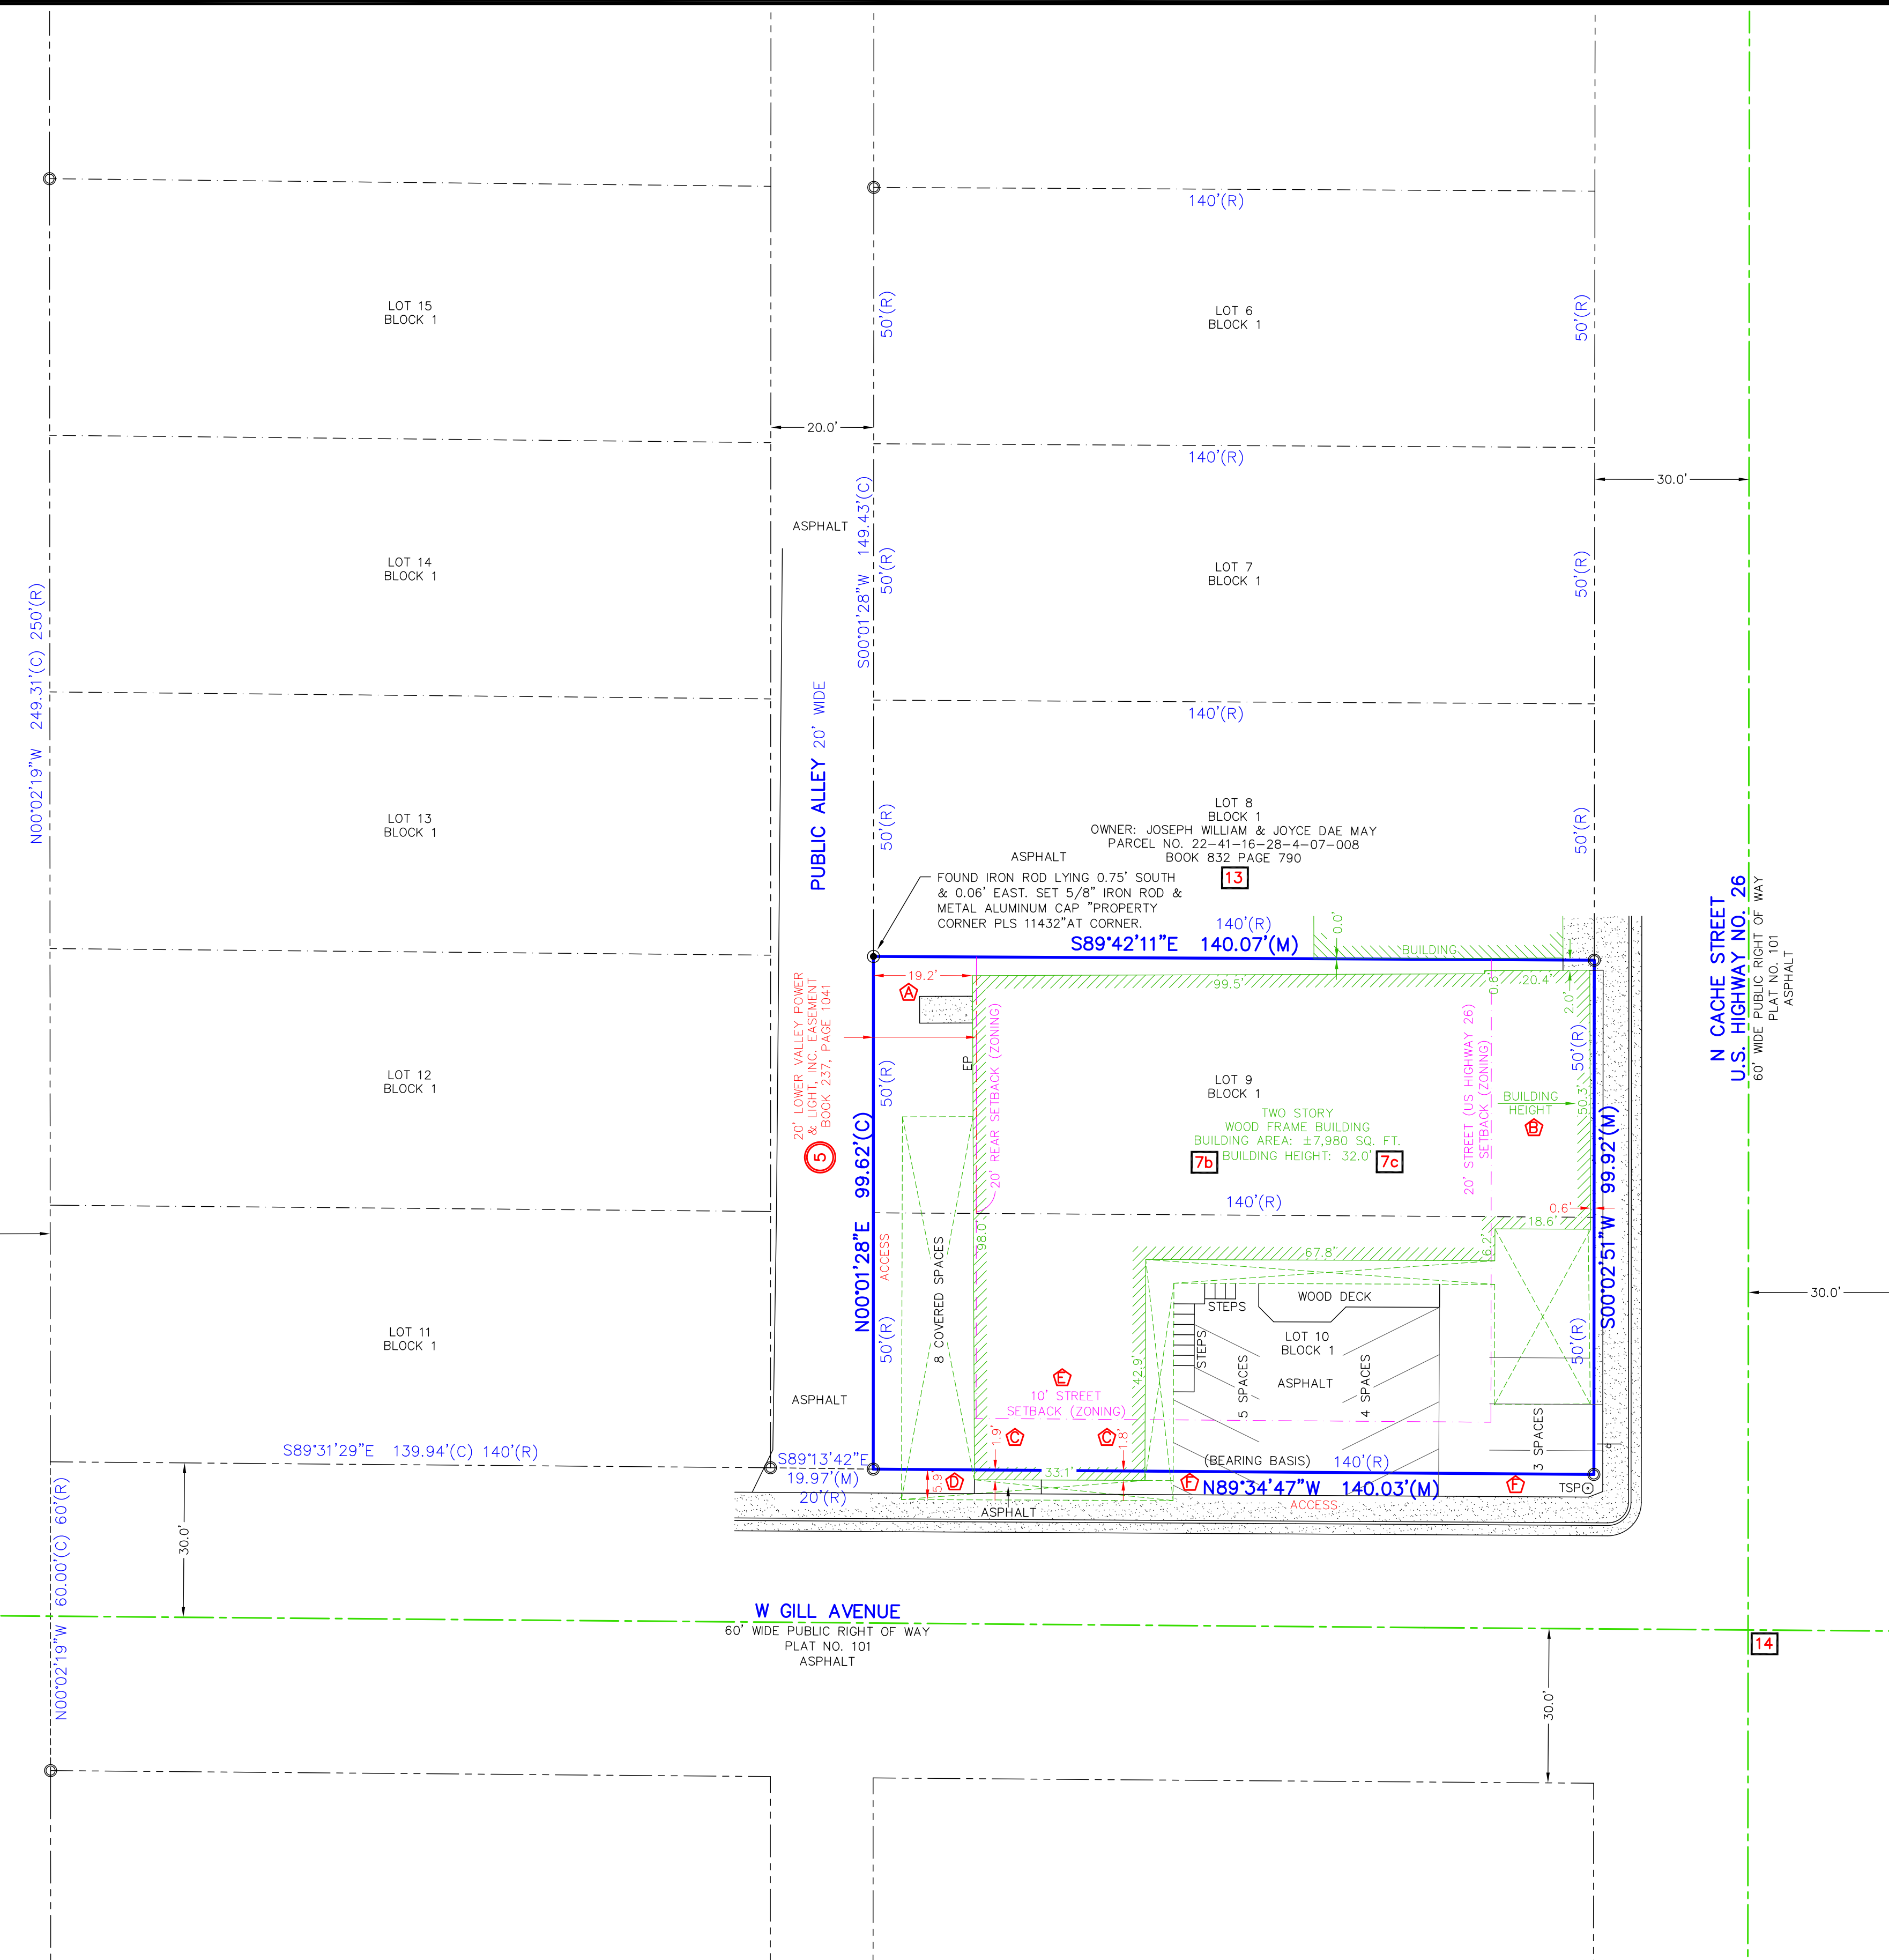 140'(R)
LOT 15
BLOCK 1
50'(R)
LOT 6
BLOCK 1
50'(R)
20.0'
140'(R)
30.0'
ASPHALT
S00°01'28"W 149.43'(C)
LOT 14
BLOCK 1
50'(R)
LOT 7
BLOCK 1
50'(R)
N00°02'19"W 249.31'(C) 250'(R)
PUBLIC ALLEY 20' WIDE
140'(R)
LOT 13
BLOCK 1
50'(R)
LOT 8
BLOCK 1
OWNER: JOSEPH WILLIAM & JOYCE DAE MAY
PARCEL NO. 22-41-16-28-4-07-008
BOOK 832 PAGE 790
13
50'(R)
ASPHALT
FOUND IRON ROD LYING 0.75' SOUTH
& 0.06' EAST. SET 5/8" IRON ROD &
METAL ALUMINUM CAP "PROPERTY
CORNER PLS 11432"AT CORNER.
140'(R)
S89°42'11"E 140.07'(M)
0.0'
BUILDING
N CACHE STREET
U.S. HIGHWAY NO. 26
60' WIDE PUBLIC RIGHT OF WAY
PLAT NO. 101
ASPHALT
20' LOWER VALLEY POWER
& LIGHT, INC. EASEMENT
BOOK 237, PAGE 1041
5
19.2'
A
99.5'
0.6'
20.4'
2.0'
EP
20' REAR SETBACK (ZONING)
20' STREET (US HIGHWAY 26)
SETBACK (ZONING)
LOT 12
BLOCK 1
50'(R)
LOT 9
BLOCK 1
TWO STORY
WOOD FRAME BUILDING
BUILDING AREA: ±7,980 SQ. FT.
7b
BUILDING HEIGHT: 32.0'
7c
BUILDING
HEIGHT
B
50.3'
50'(R)
N00°01'28"E 99.62'(C)
S00°02'51"W 99.92'(M)
140'(R)
0.6'
18.6'
6.2'
98.0'
67.8'
ACCESS
8 COVERED SPACES
LOT 11
BLOCK 1
50'(R)
STEPS
WOOD DECK
STEPS
LOT 10
BLOCK 1
ASPHALT
5 SPACES
4 SPACES
3 SPACES
50'(R)
42.9'
E
10' STREET
SETBACK (ZONING)
ASPHALT
C
1.9'
C
1.8'
(BEARING BASIS) 140'(R)
S89°31'29"E 139.94'(C) 140'(R)
S89°13'42"E
19.97'(M)
20'(R)
D
5.9'
33.1'
F
N89°34'47"W 140.03'(M)
F
TSP
ACCESS
ASPHALT
30.0'
30.0'
N00°02'19"W 60.00'(C) 60'(R)
W GILL AVENUE
60' WIDE PUBLIC RIGHT OF WAY
PLAT NO. 101
ASPHALT
14
30.0'